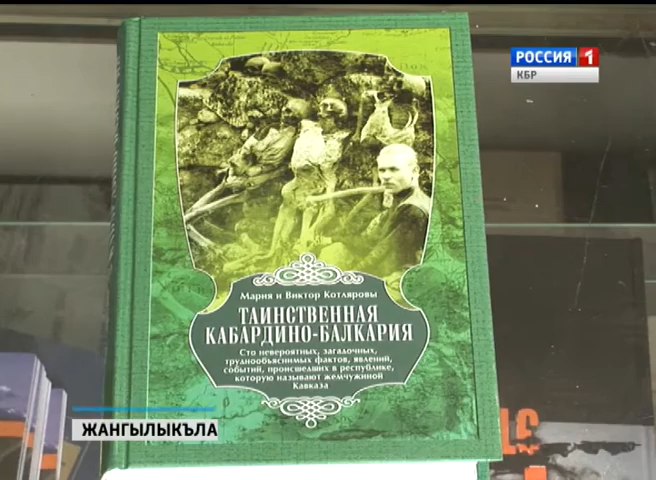 РОССИЯ 1
КБР
Мария и Виктор Котляровы
ТАИНСТВЕННАЯ
КАБАРДИНО-БАЛКАРИЯ
Сто невероятных, загадочных,
труднообъяснимых фактов, явлений,
событий, происшедших в республике,
которую называют жемчужиной
Кавказа
ЖАНГЫЛЫКЪЛА